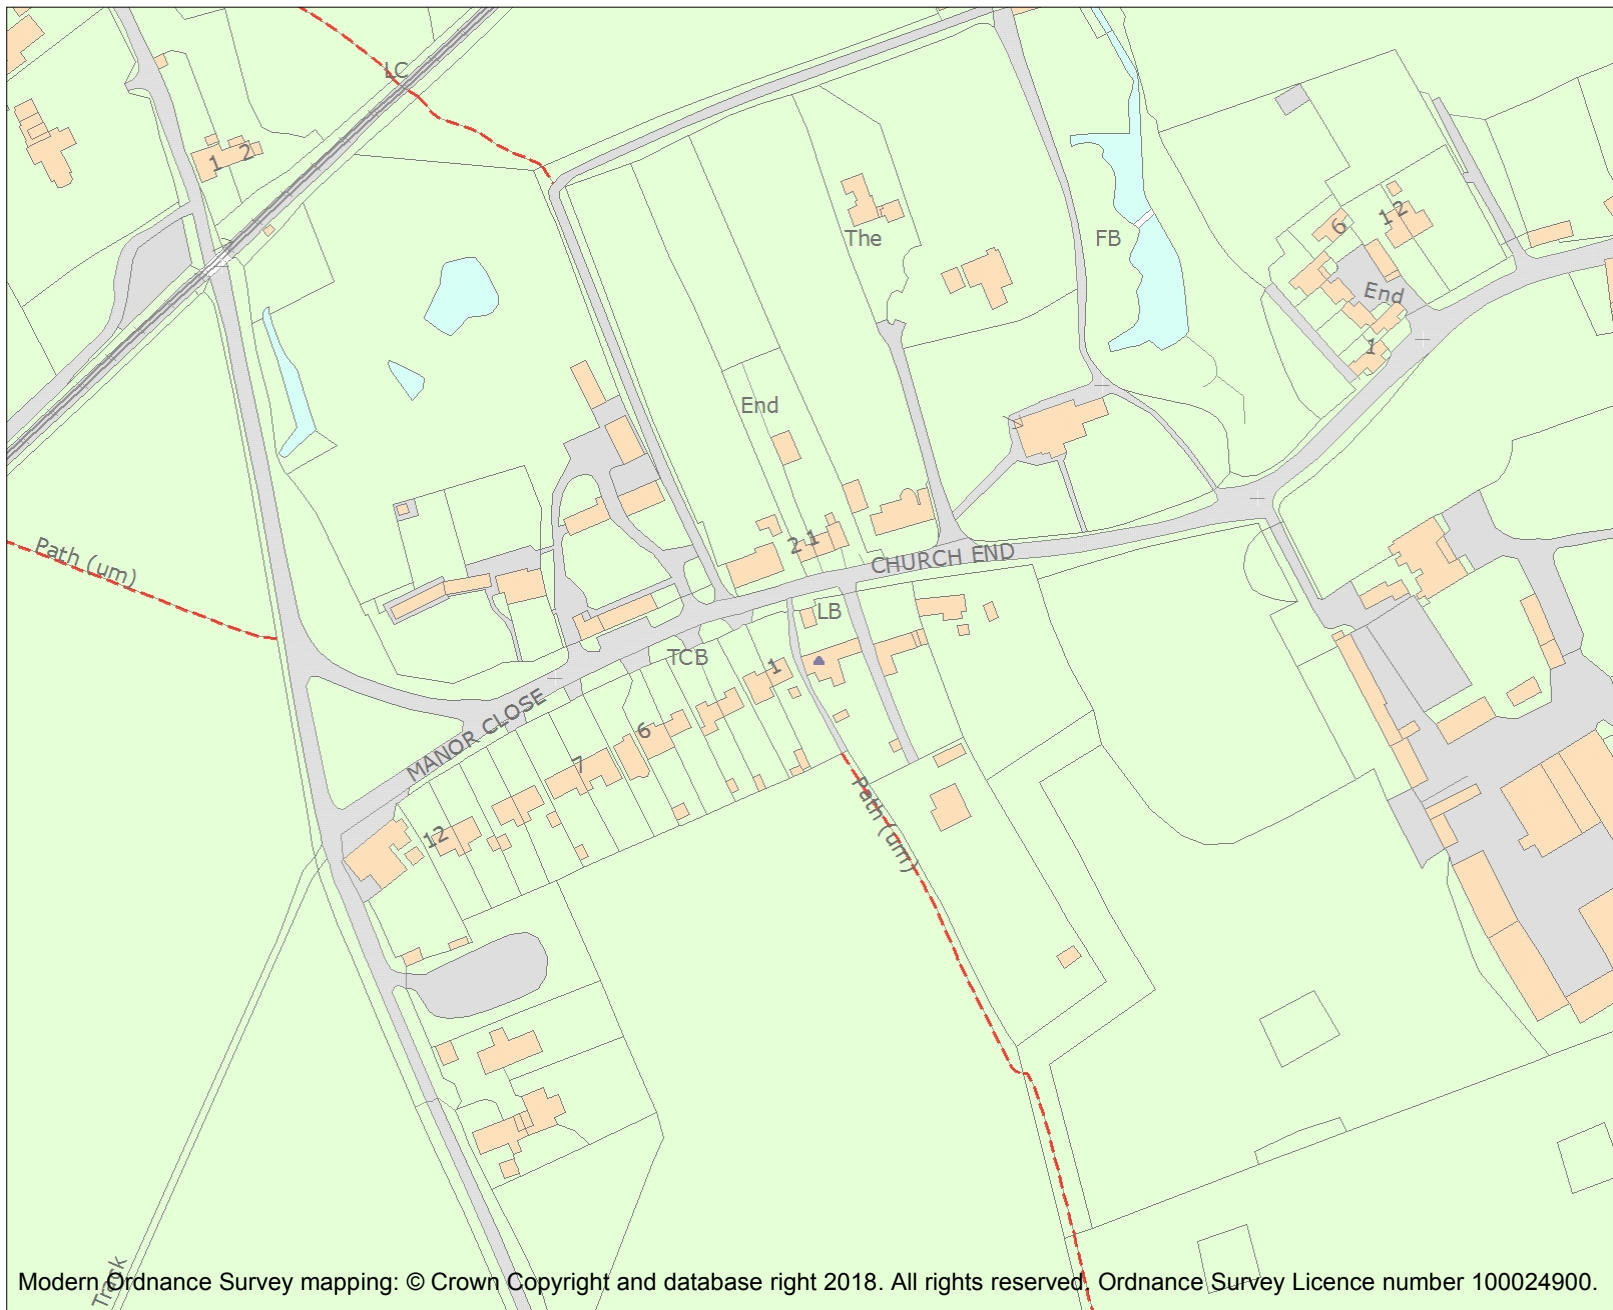 LC
1 2
The
FB
6
1 2
End
1
End
Path (um)
2 1
CHURCH END
LB
TCB
1
6
7
MANOR CLOSE
12
Path (um)
Track
Modern Ordnance Survey mapping: © Crown Copyright and database right 2018. All rights reserved. Ordnance Survey Licence number 100024900.